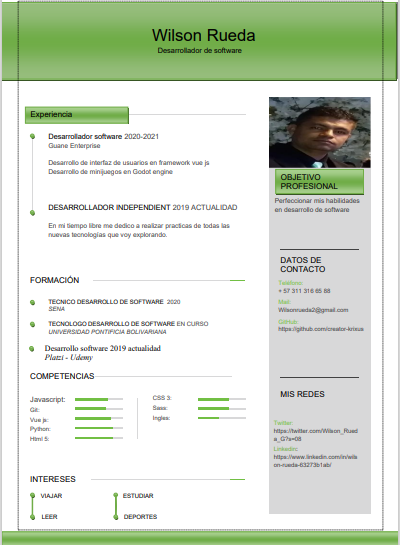 Wilson Rueda
Desarrollador de software
Experiencia
Desarrollador software 2020-2021
Guane Enterprise
Desarrollo de interfaz de usuarios en framework vue js
Desarrollo de minijuegos en Godot engine
DESARROLLADOR INDEPENDIENT 2019 ACTUALIDAD
En mi tiempo libre me dedico a realizar practicas de todas las
nuevas tecnologías que voy explorando.
FORMACIÓN
TECNICO DESARROLLO DE SOFTWARE 2020
SENA
TECNOLOGO DESARROLLO DE SOFTWARE EN CURSO
UNIVERSIDAD PONTIFICIA BOLIVARIANA
Desarrollo software 2019 actualidad
Platzi - Udemy
COMPETENCIAS
Javascript:
Git:
Vue js:
Python:
Html 5:
CSS 3:
Sass:
Ingles:
INTERESES
VIAJAR
ESTUDIAR
LEER
DEPORTES
OBJETIVO
PROFESIONAL
Perfeccionar mis habilidades
en desarrollo de software
DATOS DE
CONTACTO
Teléfono:
+ 57 311 316 65 88
Mail:
Wilsonrueda2@gmail.com
GitHub:
https://github.com/creator-krixus
MIS REDES
Twitter:
https://twitter.com/Wilson_Rued
a_G?s=08
Linkedin:
https://www.linkedin.com/in/wils
on-rueda-63273b1ab/